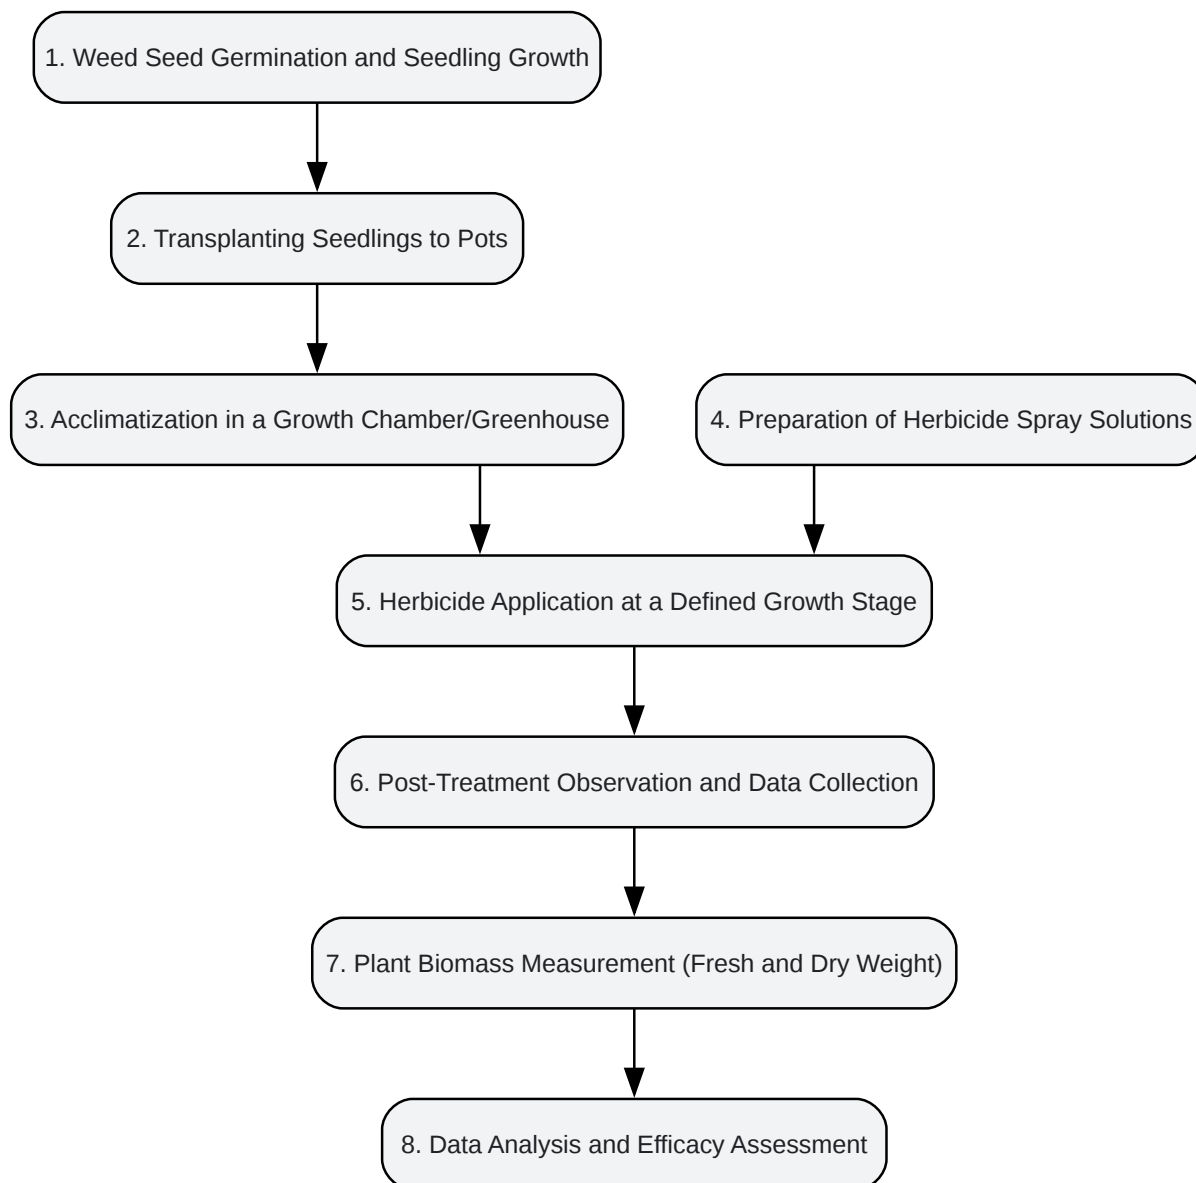 1. Weed Seed Germination and Seedling Growth
2. Transplanting Seedlings to Pots
3. Acclimatization in a Growth Chamber/Greenhouse
4. Preparation of Herbicide Spray Solutions
5. Herbicide Application at a Defined Growth Stage
6. Post-Treatment Observation and Data Collection
7. Plant Biomass Measurement (Fresh and Dry Weight)
8. Data Analysis and Efficacy Assessment